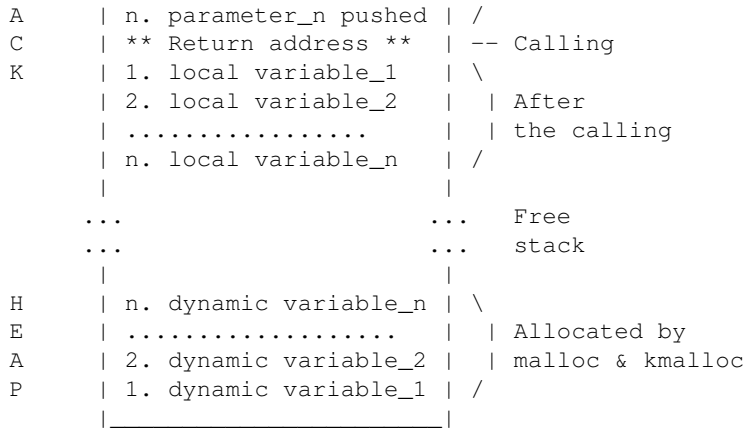 A      | n. parameter_n pushed | /
C      | ** Return address **  | -- Calling
K      | 1. local variable_1   | \
       | 2. local variable_2   |  | After
       | .................     |  | the calling
       | n. local variable_n   | /
       |                       |
      ...                     ...   Free
      ...                     ...   stack
       |                       |
H      | n. dynamic variable_n | \
E      | ...................   |  | Allocated by
A      | 2. dynamic variable_2 |  | malloc & kmalloc
P      | 1. dynamic variable_1 | /
       |_______________________|